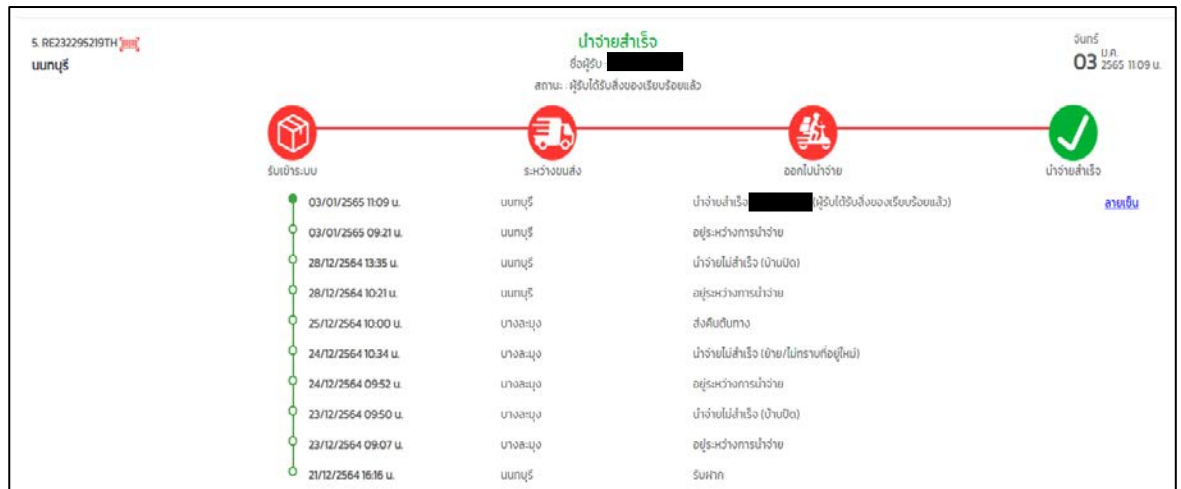 5. RE232295219TH
นนทบุรี
นำจ่ายสำเร็จ
ชื่อผู้รับ :
สถานะ : ผู้รับได้รับสิ่งของเรียบร้อยแล้ว
จันทร์
03 ม.ค. 2565 11:09 น.
รับเข้าระบบ ระหว่างขนส่ง ออกไปนำจ่าย นำจ่ายสำเร็จ
03/01/2565 11:09 น. นนทบุรี นำจ่ายสำเร็จ (ผู้รับได้รับสิ่งของเรียบร้อยแล้ว) ลายเซ็น
03/01/2565 09:21 น. นนทบุรี อยู่ระหว่างการนำจ่าย
28/12/2564 13:35 น. นนทบุรี นำจ่ายไม่สำเร็จ (บ้านปิด)
28/12/2564 10:21 น. นนทบุรี อยู่ระหว่างการนำจ่าย
25/12/2564 10:00 น. บางละมุง ส่งคืนต้นทาง
24/12/2564 10:34 น. บางละมุง นำจ่ายไม่สำเร็จ (ย้าย/ไม่ทราบที่อยู่ใหม่)
24/12/2564 09:52 น. บางละมุง อยู่ระหว่างการนำจ่าย
23/12/2564 09:50 น. บางละมุง นำจ่ายไม่สำเร็จ (บ้านปิด)
23/12/2564 09:07 น. บางละมุง อยู่ระหว่างการนำจ่าย
21/12/2564 16:16 น. นนทบุรี รับฝาก